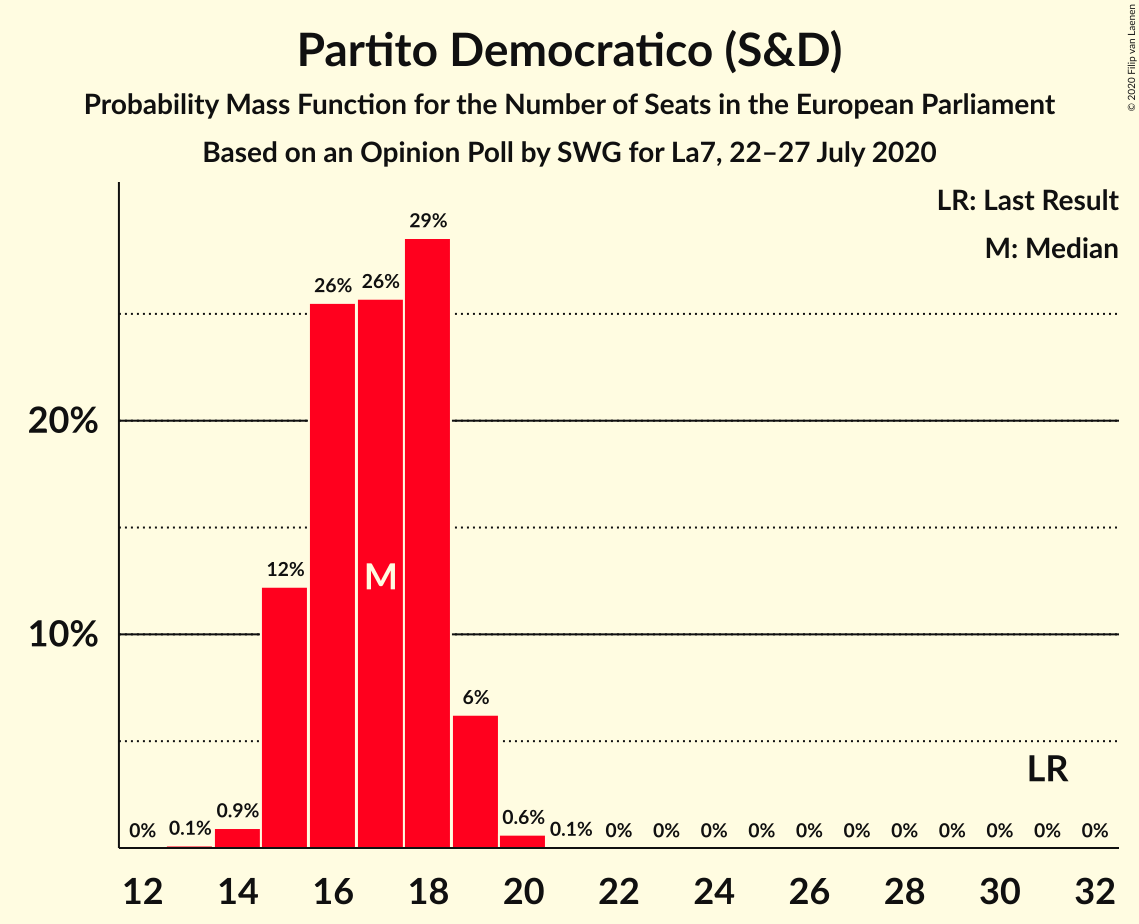 Partito Democratico (S&D)
Probability Mass Function for the Number of Seats in the European Parliament
Based on an Opinion Poll by SWG for La7, 22–27 July 2020
© 2020 Filip van Laenen
LR: Last Result
M: Median
29%
26% 26%
20%
12%
M
10%
6%
LR
0% 0.1% 0.9% 0.6% 0.1% 0% 0% 0% 0% 0% 0% 0% 0% 0% 0% 0%
12 14 16 18 20 22 24 26 28 30 32